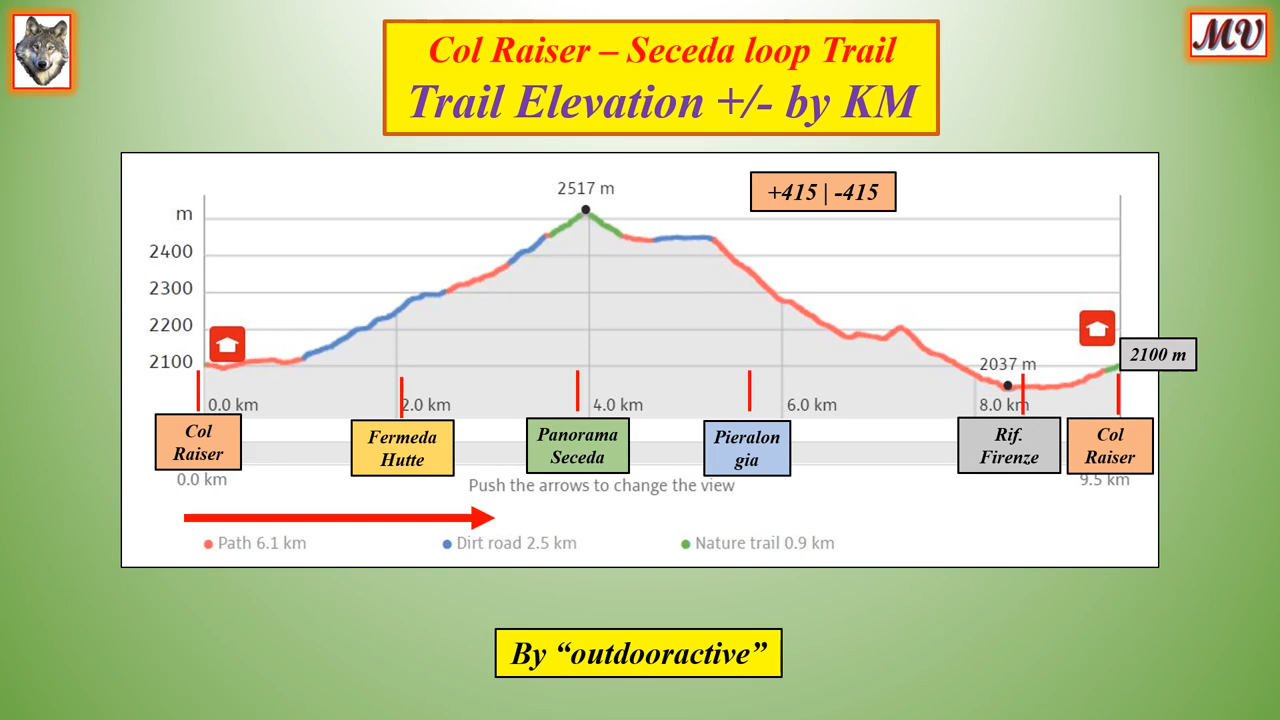 MV
Col Raiser – Seceda loop Trail
Trail Elevation +/- by KM
2517 m
+415 | -415
m
2400
2300
2200
2100
2037 m
2100 m
0.0 km
2.0 km
4.0 km
6.0 km
8.0 km
Col
Raiser
Fermeda
Hutte
Panorama
Seceda
Pieralon
gia
Rif.
Firenze
Col
Raiser
0.0 km
9.5 km
Push the arrows to change the view
Path 6.1 km
Dirt road 2.5 km
Nature trail 0.9 km
By “outdooractive”